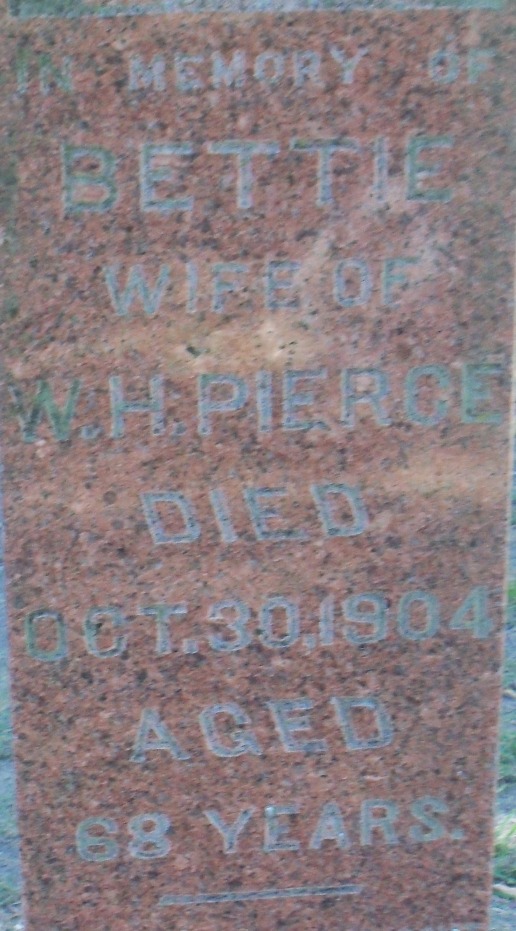 IN MEMORY OF
BETTIE
WIFE OF
W.H. PIERCE
DIED
OCT. 30, 1904
AGED
68 YEARS.